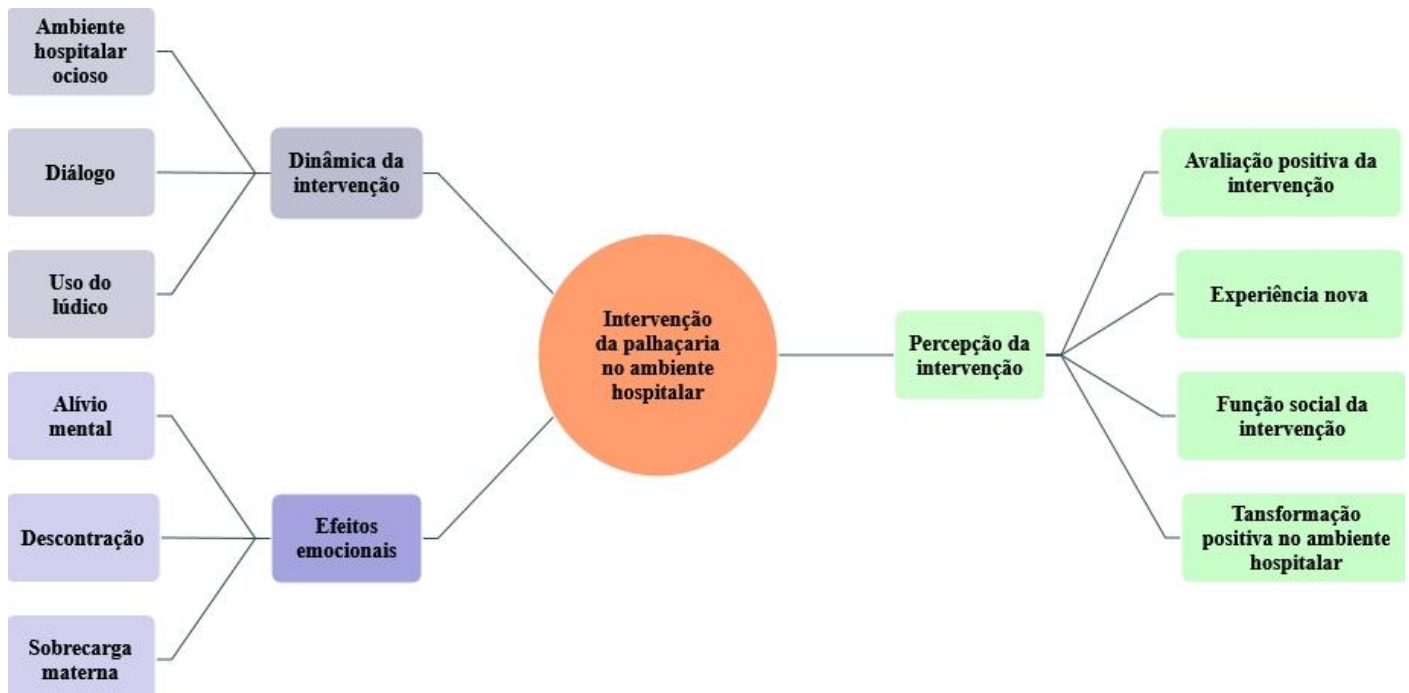 Ambiente
hospitalar
ocioso
Diálogo
Uso do
lúdico
Dinâmica da
intervenção
Alívio
mental
Descontração
Sobrecarga
materna
Efeitos
emocionais
Intervenção
da palhaçaria
no ambiente
hospitalar
Percepção da
intervenção
Avaliação positiva da
intervenção
Experiência nova
Função social da
intervenção
Tansformação
positiva no ambiente
hospitalar